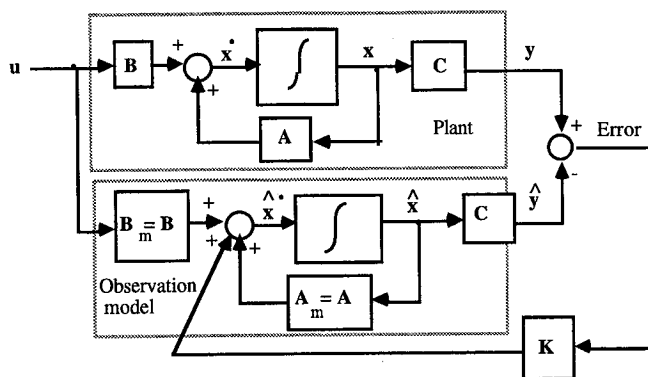 u
B
+
+
ẋ
∫
x
C
y
A
Plant
+
Error
-
B_m = B
+
+
+
x̂̇
∫
x̂
C
ŷ
Observation
model
A_m = A
K